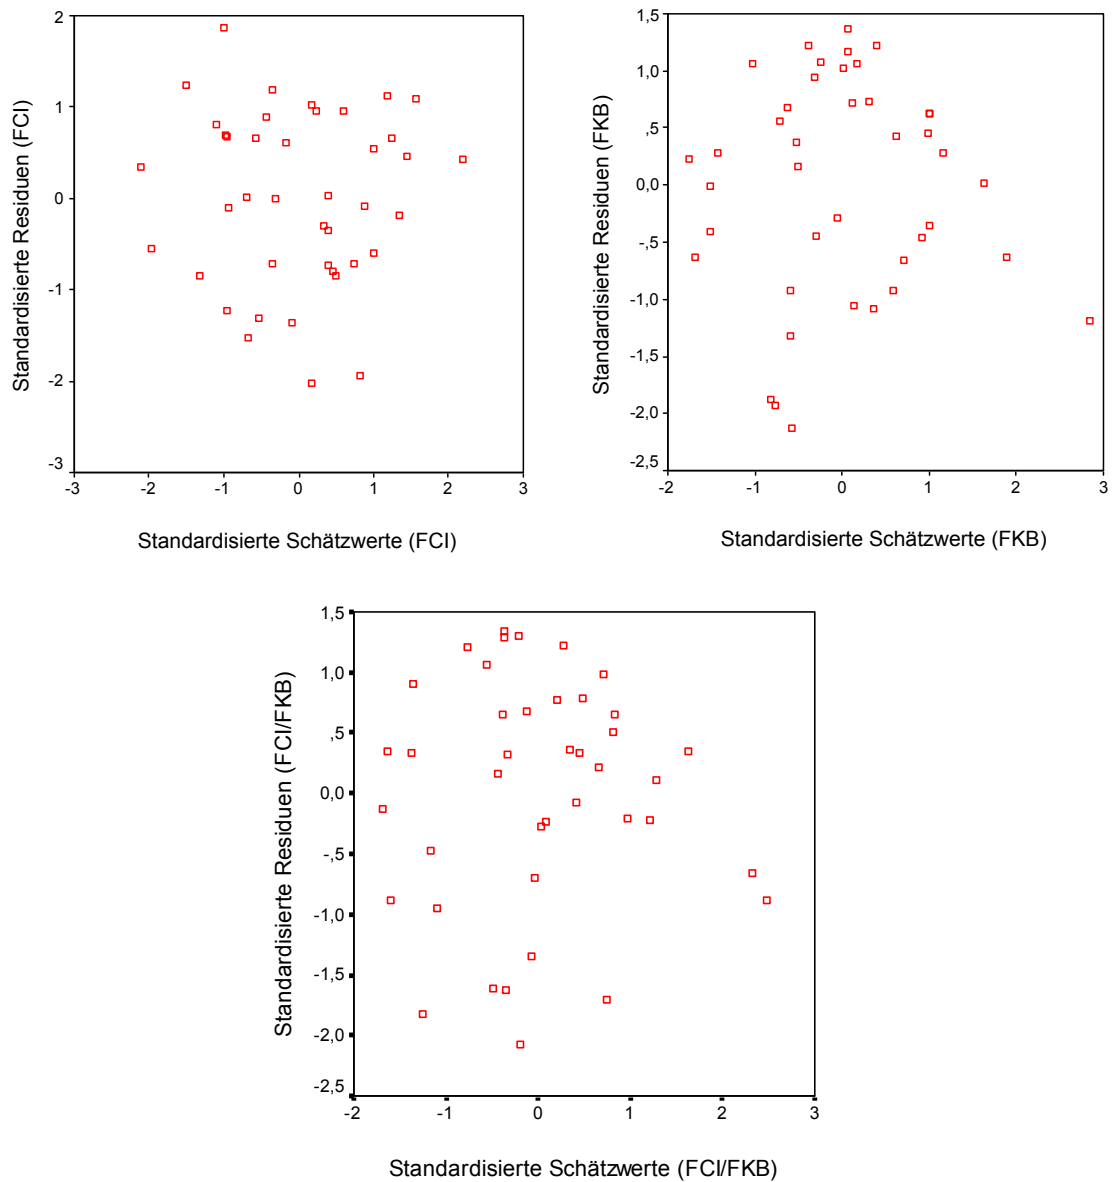 Standardisierte Residuen (FCI)
2
1
0
-1
-2
-3
-3 -2 -1 0 1 2 3
Standardisierte Schätzwerte (FCI)
Standardisierte Residuen (FKB)
1,5
1,0
,5
0,0
-,5
-1,0
-1,5
-2,0
-2,5
-2 -1 0 1 2 3
Standardisierte Schätzwerte (FKB)
Standardisierte Residuen (FCI/FKB)
1,5
1,0
,5
0,0
-,5
-1,0
-1,5
-2,0
-2,5
-2 -1 0 1 2 3
Standardisierte Schätzwerte (FCI/FKB)